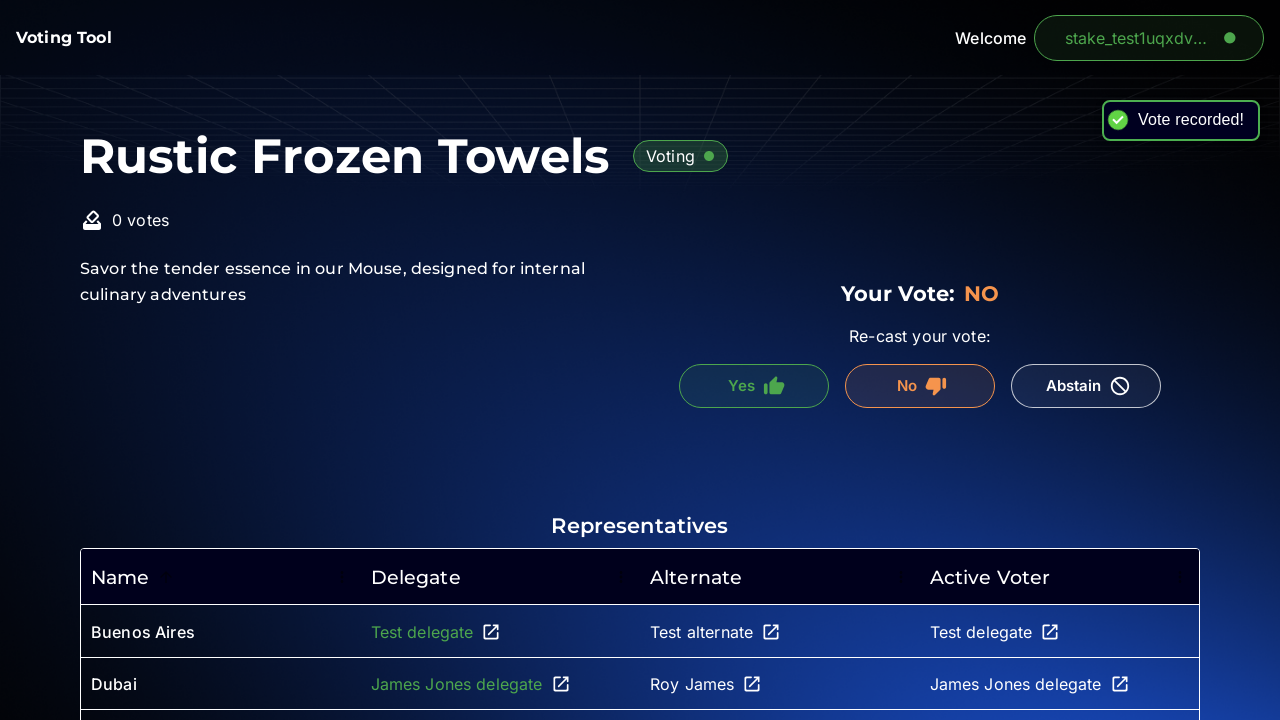 Voting Tool
Welcome
stake_test1uqxdv...
Vote recorded!
Rustic Frozen Towels
Voting
0 votes
Savor the tender essence in our Mouse, designed for internal
culinary adventures
Your Vote: NO
Re-cast your vote:
Yes
No
Abstain
Representatives
Name Delegate Alternate Active Voter
Buenos Aires Test delegate Test alternate Test delegate
Dubai James Jones delegate Roy James James Jones delegate